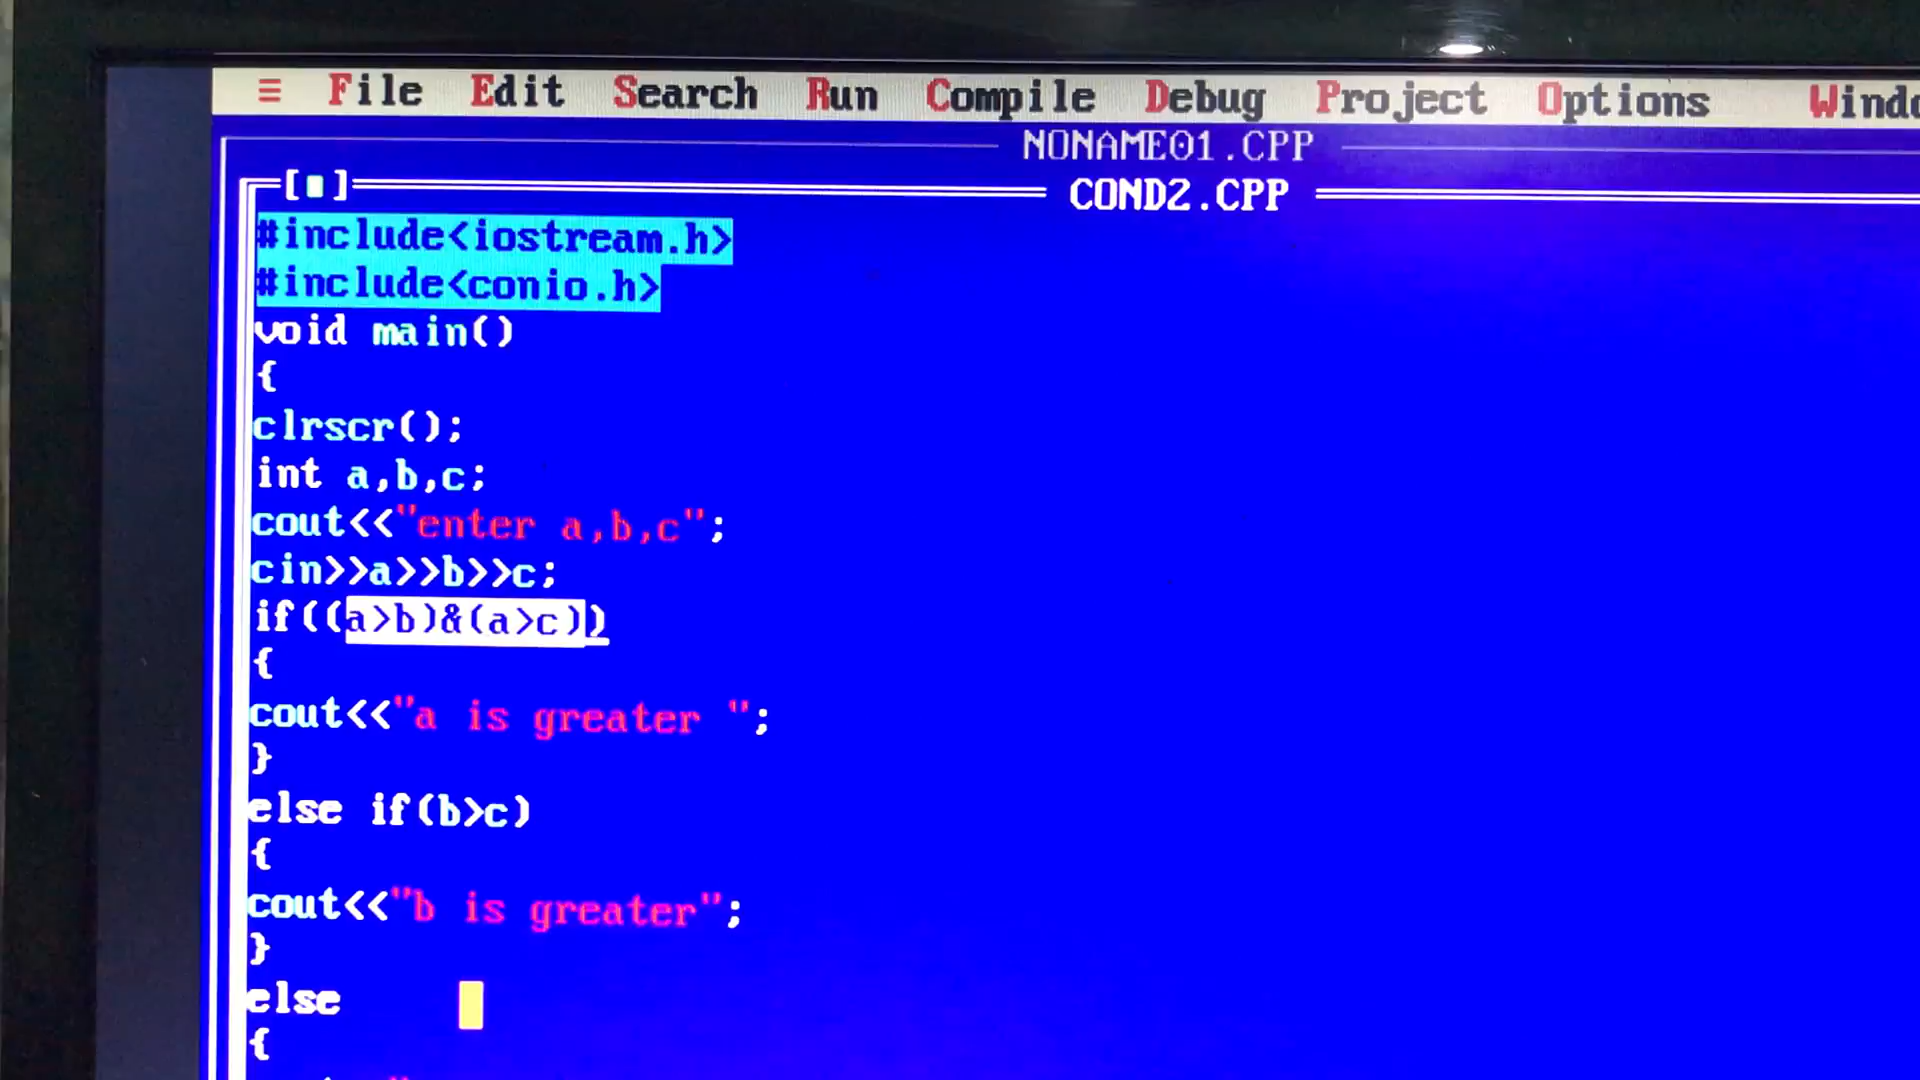 ≡ File Edit Search Run Compile Debug Project Options
NONAME01.CPP
[■] COND2.CPP
#include<iostream.h>
#include<conio.h>
void main()
{
clrscr();
int a,b,c;
cout<<"enter a,b,c";
cin>>a>>b>>c;
if((a>b)&(a>c))
{
cout<<"a is greater ";
}
else if(b>c)
{
cout<<"b is greater";
}
else
{